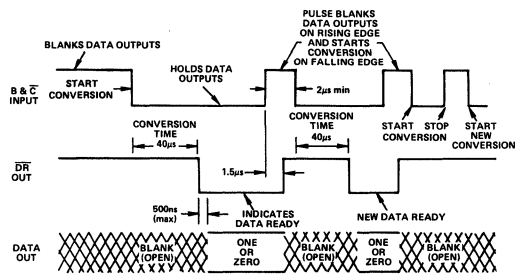 PULSE BLANKS
DATA OUTPUTS
ON RISING EDGE
AND STARTS
CONVERSION
ON FALLING EDGE
BLANKS DATA OUTPUTS
HOLDS DATA
OUTPUTS
B & C̅
INPUT
START
CONVERSION
2μs min
CONVERSION
TIME
40μs
CONVERSION
TIME
40μs
START
CONVERSION
STOP
START
NEW
CONVERSION
D̅R̅
OUT
1.5μs
500ns
(max)
INDICATES
DATA READY
NEW DATA READY
DATA
OUT
BLANK
(OPEN)
ONE
OR
ZERO
BLANK
(OPEN)
ONE
OR
ZERO
BLANK
(OPEN)